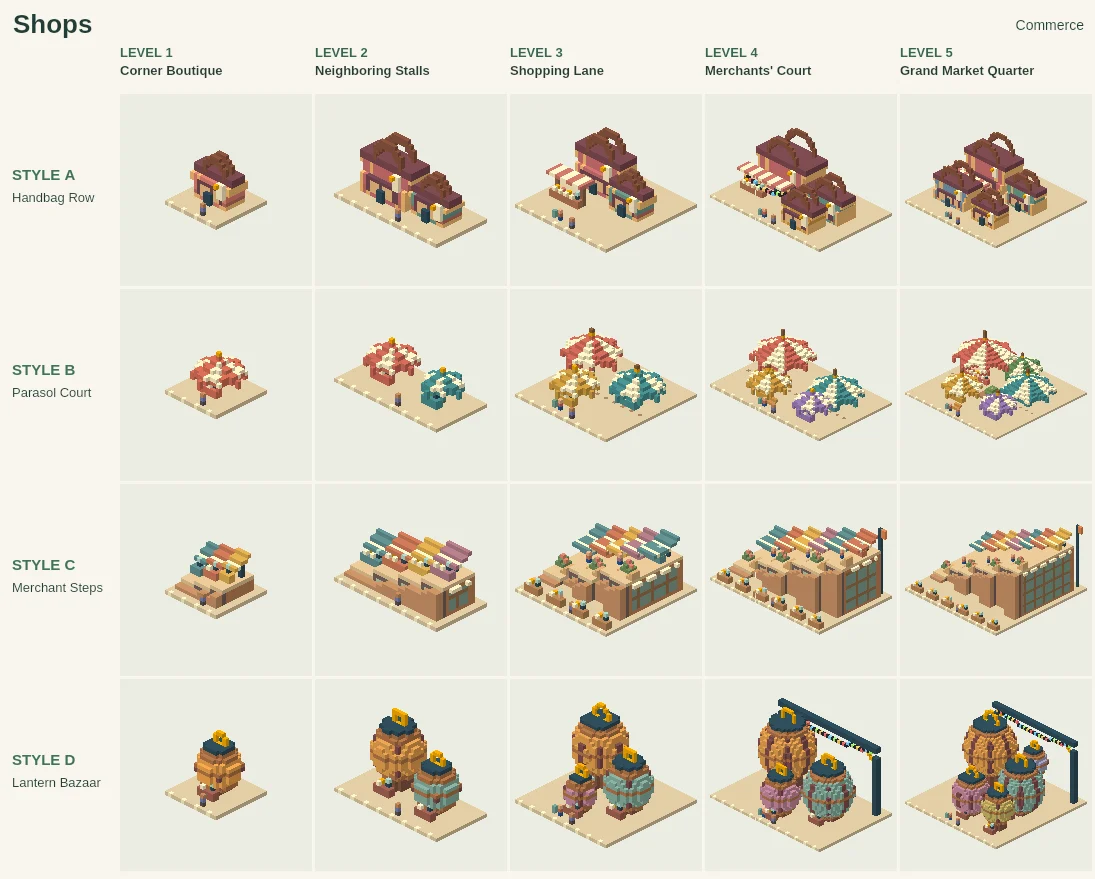 Shops
Commerce
LEVEL 1
Corner Boutique
LEVEL 2
Neighboring Stalls
LEVEL 3
Shopping Lane
LEVEL 4
Merchants' Court
LEVEL 5
Grand Market Quarter
STYLE A
Handbag Row
STYLE B
Parasol Court
STYLE C
Merchant Steps
STYLE D
Lantern Bazaar